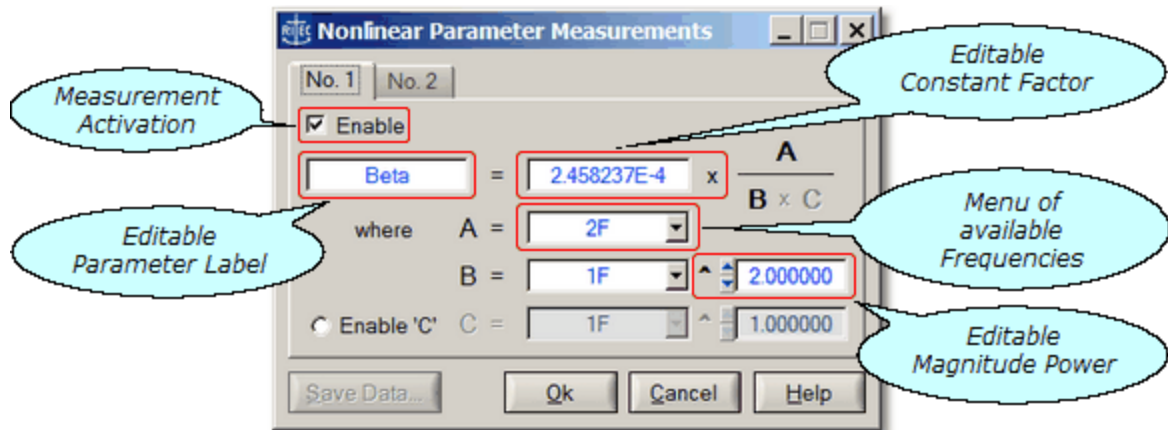 RITEC Nonlinear Parameter Measurements
Editable
Constant Factor
No. 1 No. 2
Measurement
Activation
Enable
Beta = 2.458237E-4 x A
B x C
Editable
Parameter Label
where A = 2F
Menu of
available
Frequencies
B = 1F ^ 2.000000
Enable 'C' C = 1F ^ 1.000000
Editable
Magnitude Power
Save Data... Ok Cancel Help